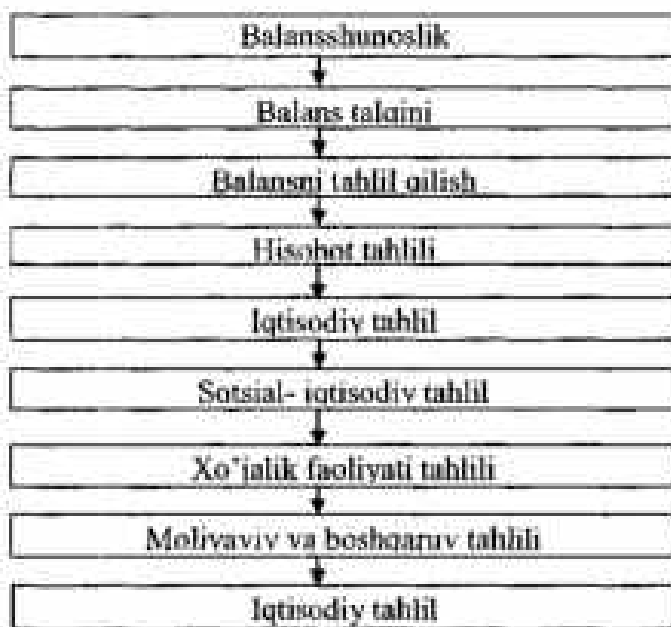 Balansshunoslik
Balans talqini
Balansni tahlil qilish
Hisobot tahlili
Iqtisodiy tahlil
Sotsial- iqtisodiy tahlil
Xo'jalik faoliyati tahlili
Moliyaviy va boshqaruv tahlili
Iqtisodiy tahlil